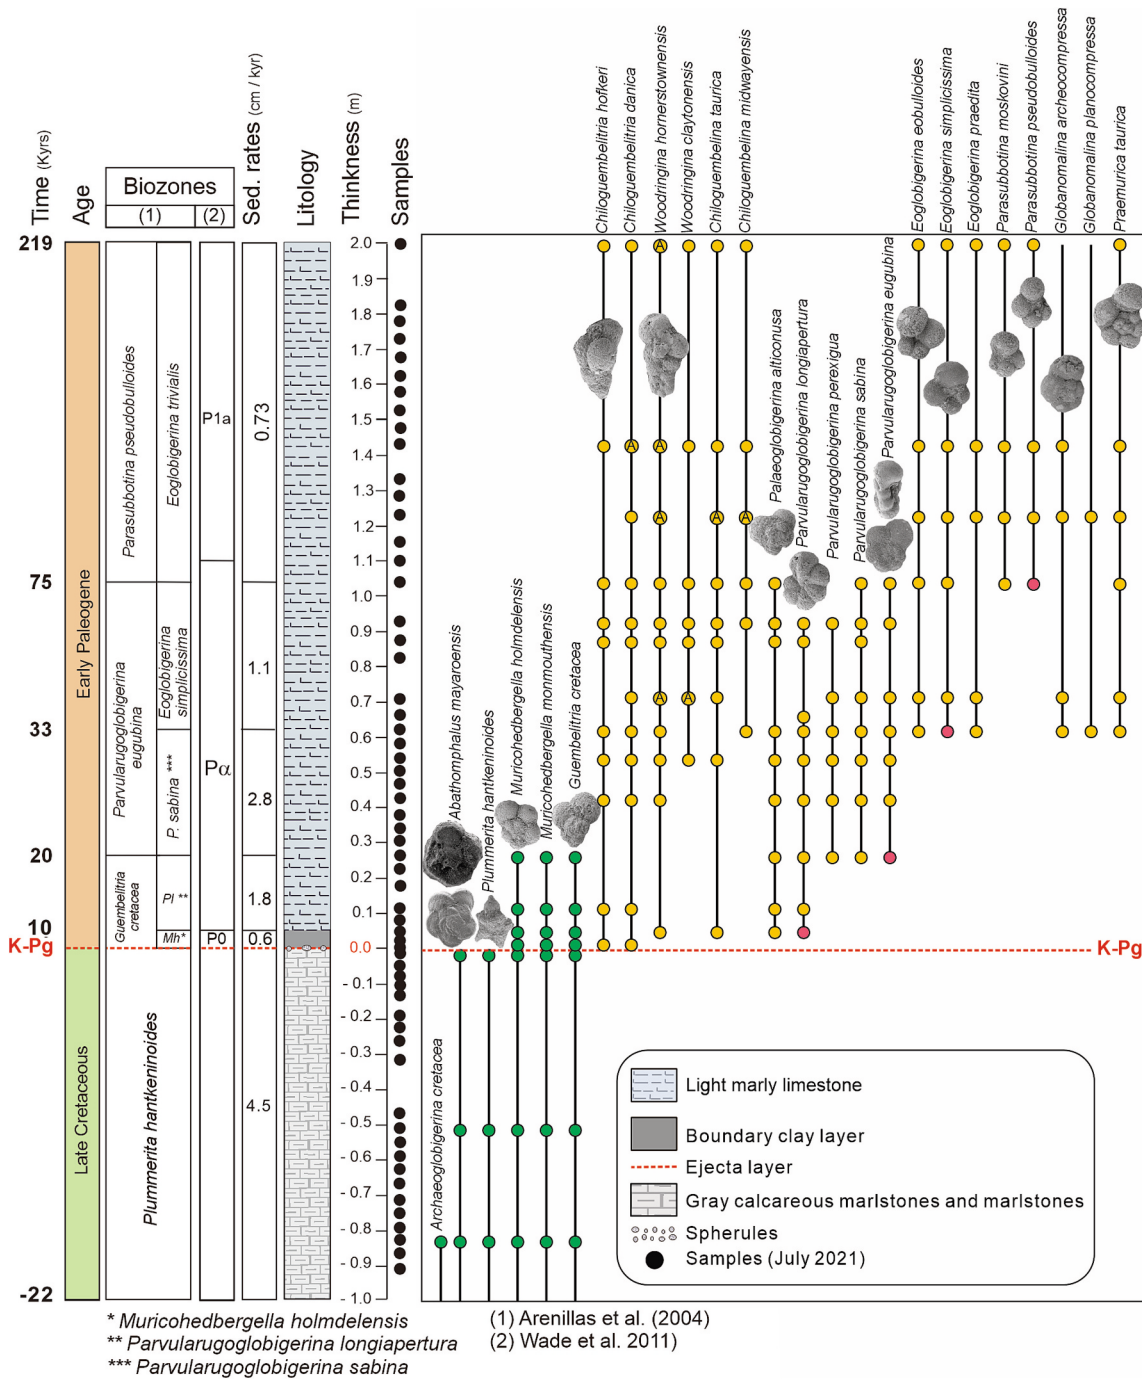 Time (Kyrs)
Age
Biozones
(1)
(2)
Sed. rates (cm / kyr)
Litology
Thinkness (m)
Samples
Chiloguembelitria hofkeri
Chiloguembelitria danica
Woodringina hornerstownensis
Woodringina claytonensis
Chiloguembelina taurica
Chiloguembelina midwayensis
Palaeoglobigerina alticonusa
Parvularugoglobigerina longiapertura
Parvularugoglobigerina perexigua
Parvularugoglobigerina sabina
Parvularugoglobigerina eugubina
Eoglobigerina eobulloides
Eoglobigerina simplicissima
Eoglobigerina praedita
Parasubbotina moskovini
Parasubbotina pseudobulloides
Globanomalina archeocompressa
Globanomalina planocompressa
Praemurica taurica
Archaeoglobigerina cretacea
Abathomphalus mayaroensis
Plummerita hantkeninoides
Muricohedbergella holmdelensis
Muricohedbergella monmouthensis
Guembelitria cretacea
219
75
33
20
10
K-Pg
-22
Early Paleogene
Late Cretaceous
Parasubbotina pseudobulloides
Parvularugoglobigerina
eugubina
Guembelitria
cretacea
Plummerita hantkeninoides
Eoglobigerina trivialis
Eoglobigerina
simplicissima
P. sabina ***
Pl **
Mh*
P1a
Pα
P0
0.73
1.1
2.8
1.8
0.6
4.5
2.0
1.9
1.8
1.7
1.6
1.5
1.4
1.3
1.2
1.1
1.0
0.9
0.8
0.7
0.6
0.5
0.4
0.3
0.2
0.1
0.0
- 0.1
- 0.2
- 0.3
- 0.4
- 0.5
- 0.6
- 0.7
- 0.8
- 0.9
- 1.0
A
A
A
A
A
A
A
A
K-Pg
Light marly limestone
Boundary clay layer
Ejecta layer
Gray calcareous marlstones and marlstones
Spherules
Samples (July 2021)
* Muricohedbergella holmdelensis
** Parvularugoglobigerina longiapertura
*** Parvularugoglobigerina sabina
(1) Arenillas et al. (2004)
(2) Wade et al. 2011)